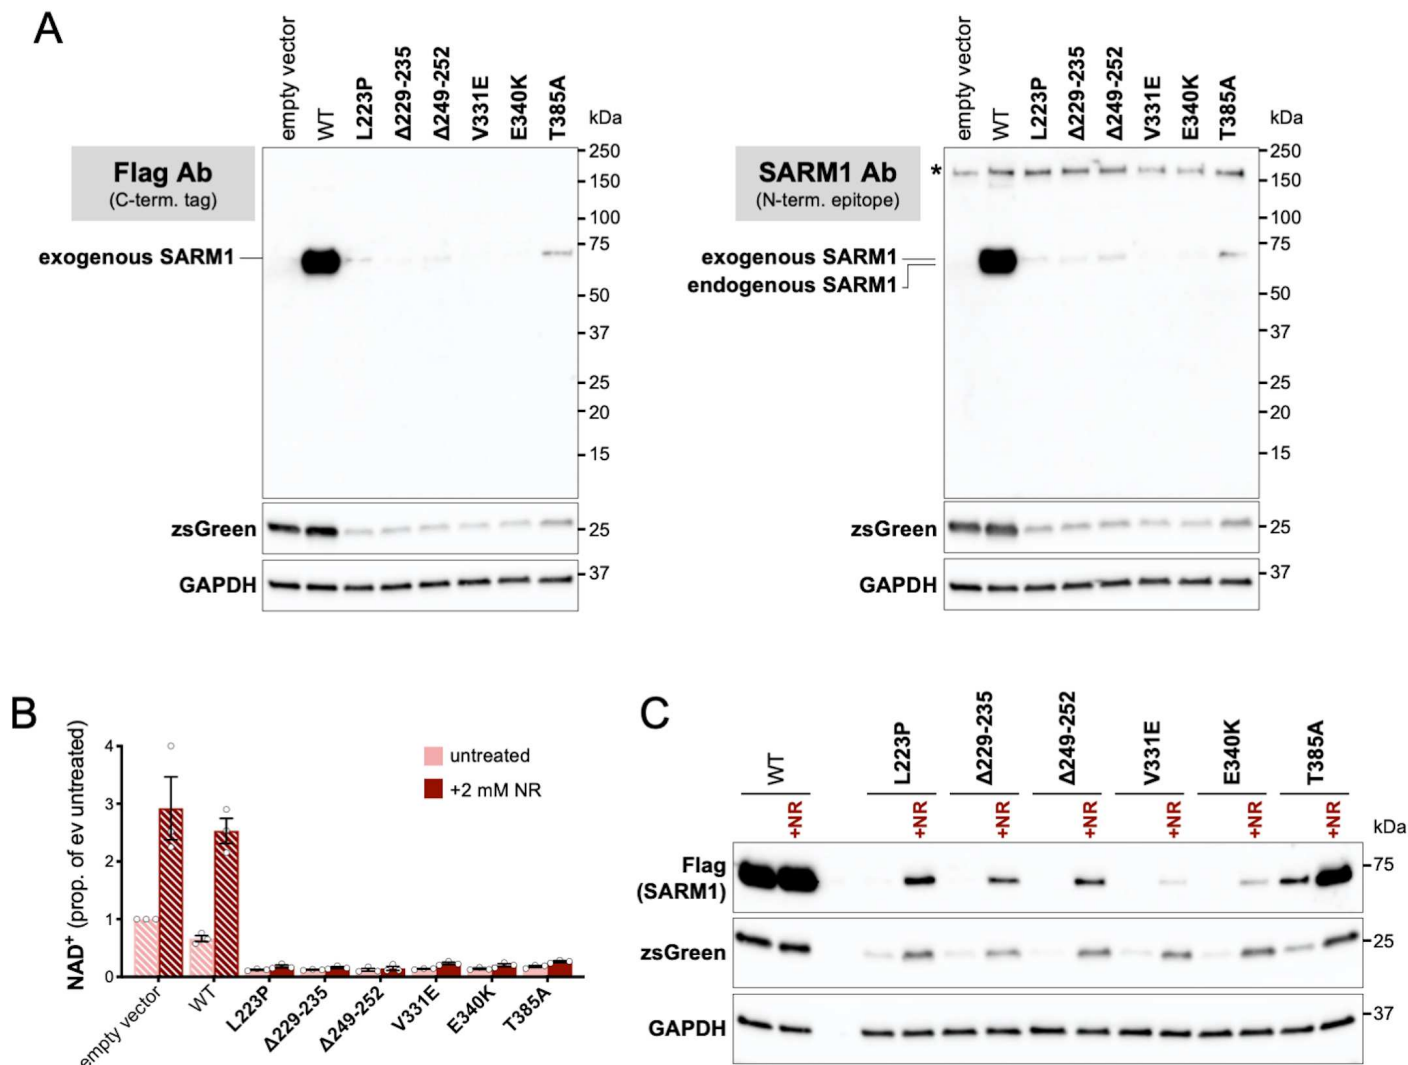 A
empty vector
WT
L223P
Δ229-235
Δ249-252
V331E
E340K
T385A
kDa
Flag Ab
(C-term. tag)
exogenous SARM1
250
150
100
75
50
37
25
20
15
zsGreen
25
GAPDH
37
empty vector
WT
L223P
Δ229-235
Δ249-252
V331E
E340K
T385A
kDa
SARM1 Ab
(N-term. epitope)
*
exogenous SARM1
endogenous SARM1
250
150
100
75
50
37
25
20
15
zsGreen
25
GAPDH
37
B
NAD+ (prop. of ev untreated)
4
3
2
1
0
untreated
+2 mM NR
empty vector
WT
L223P
Δ229-235
Δ249-252
V331E
E340K
T385A
C
WT
L223P
Δ229-235
Δ249-252
V331E
E340K
T385A
+NR
+NR
+NR
+NR
+NR
+NR
+NR
kDa
Flag
(SARM1)
75
zsGreen
25
GAPDH
37